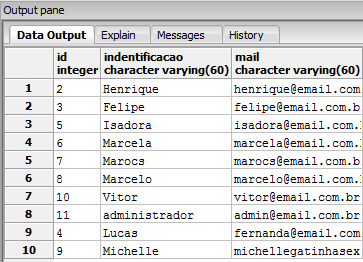 Output pane
Data Output Explain Messages History
id integer indentificacao character varying(60) mail character varying(60)
1 2 Henrique henrique@email.com
2 3 Felipe felipe@email.com.b
3 5 Isadora isadora@email.com.
4 6 Marcela marcela@email.com.
5 7 Marocs marocs@email.com.b
6 8 Marcelo marcelo@email.com.
7 10 Vitor vitor@email.com.br
8 11 administrador admin@email.com.br
9 4 Lucas fernanda@email.com
10 9 Michelle michellegatinhasex